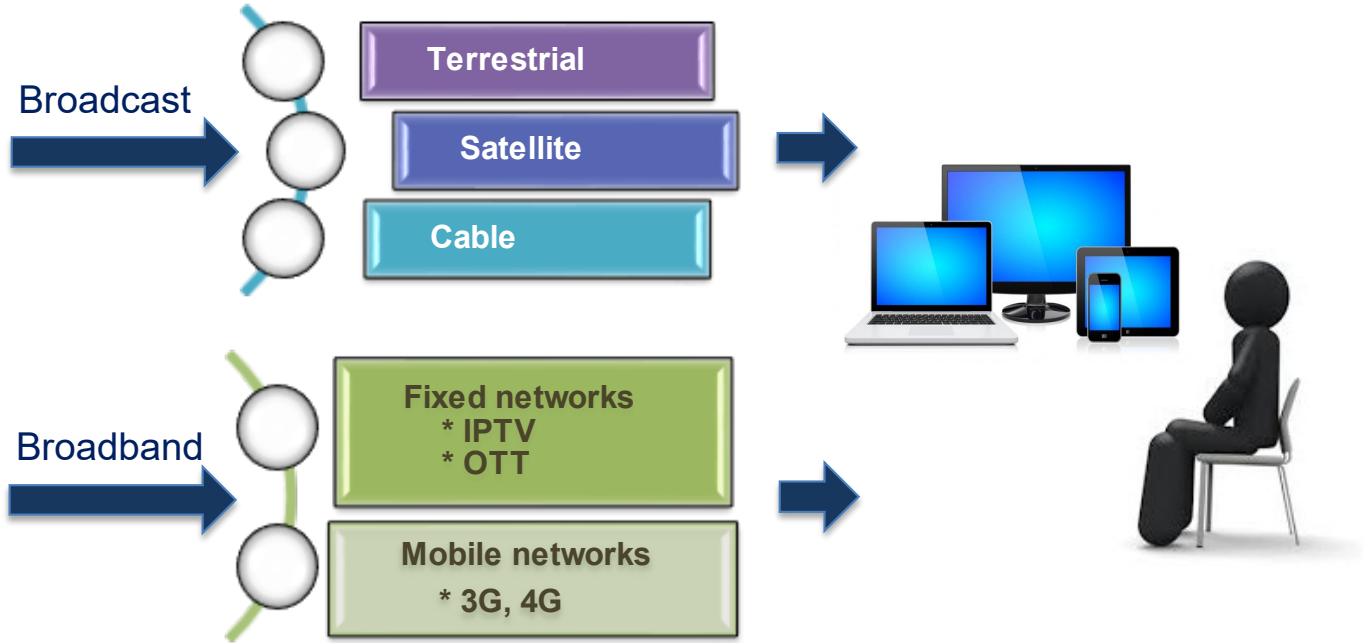 Broadcast
Terrestrial
Satellite
Cable
Broadband
Fixed networks
* IPTV
* OTT
Mobile networks
* 3G, 4G